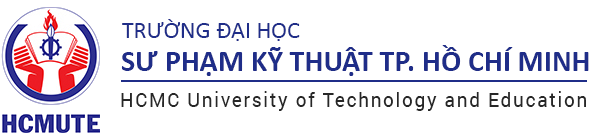 TRƯỜNG ĐẠI HỌC
SƯ PHẠM KỸ THUẬT TP. HỒ CHÍ MINH
HCMC University of Technology and Education
HCMUTE